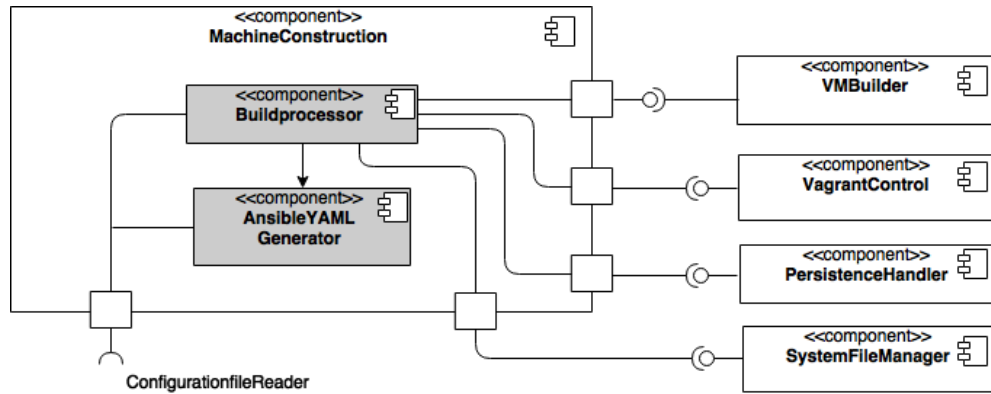 <<component>>
MachineConstruction
<<component>>
Buildprocessor
<<component>>
AnsibleYAML
Generator
ConfigurationfileReader
<<component>>
VMBuilder
<<component>>
VagrantControl
<<component>>
PersistenceHandler
<<component>>
SystemFileManager